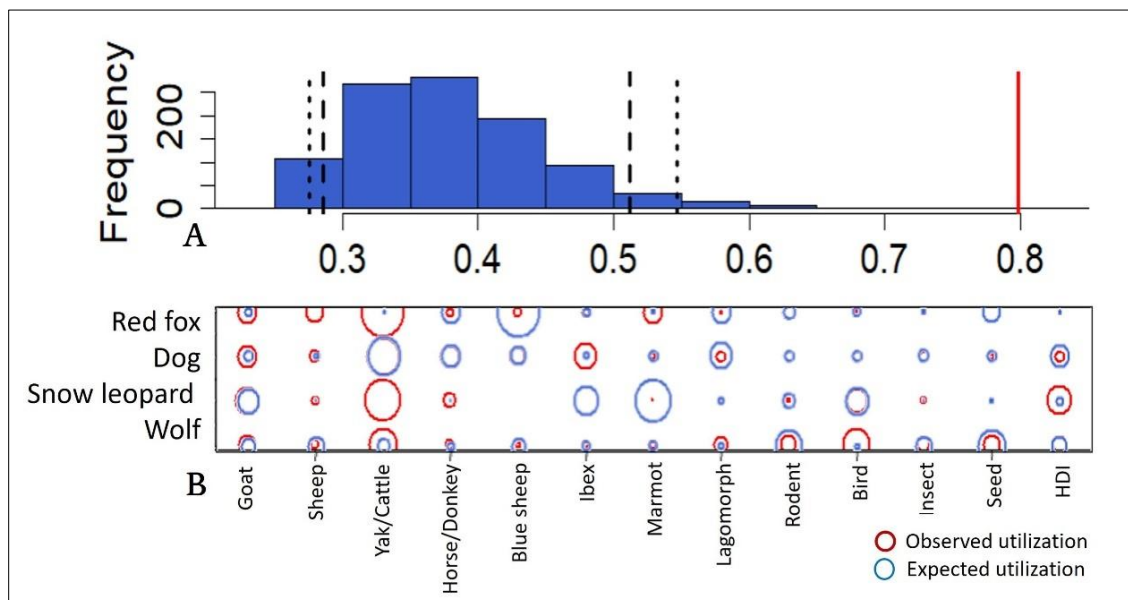 Frequency
200
0
A
0.3 0.4 0.5 0.6 0.7 0.8
Red fox
Dog
Snow leopard
Wolf
B
Goat
Sheep
Yak/Cattle
Horse/Donkey
Blue sheep
Ibex
Marmot
Lagomorph
Rodent
Bird
Insect
Seed
HDI
Observed utilization
Expected utilization